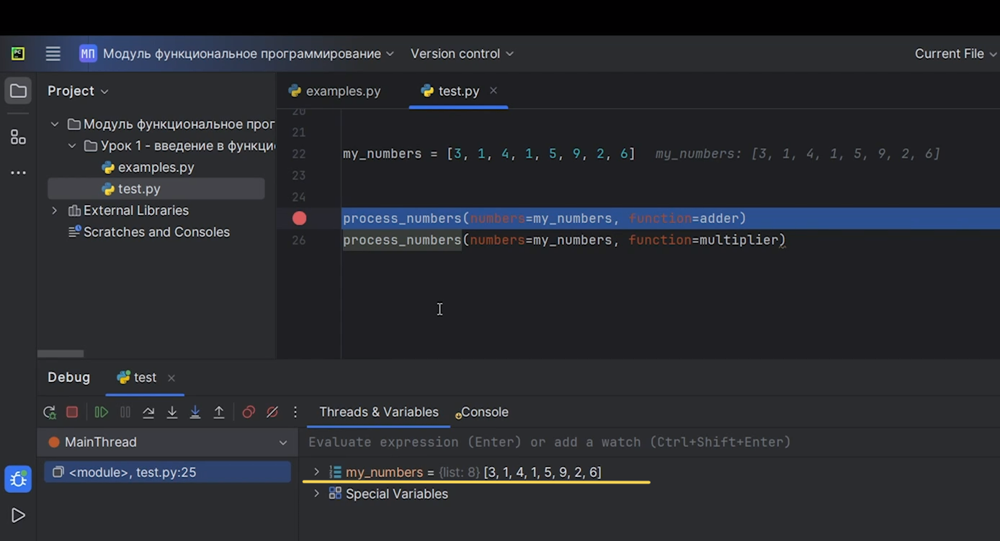 PC
МП Модуль функциональное программирование Version control Current File
Project
examples.py test.py
Модуль функциональное прог
Урок 1 - введение в функци
examples.py
test.py
External Libraries
Scratches and Consoles
20
21
22 my_numbers = [3, 1, 4, 1, 5, 9, 2, 6] my_numbers: [3, 1, 4, 1, 5, 9, 2, 6]
23
24
process_numbers(numbers=my_numbers, function=adder)
26 process_numbers(numbers=my_numbers, function=multiplier)
Debug test
Threads & Variables Console
MainThread
Evaluate expression (Enter) or add a watch (Ctrl+Shift+Enter)
<module>, test.py:25
my_numbers = {list: 8} [3, 1, 4, 1, 5, 9, 2, 6]
Special Variables